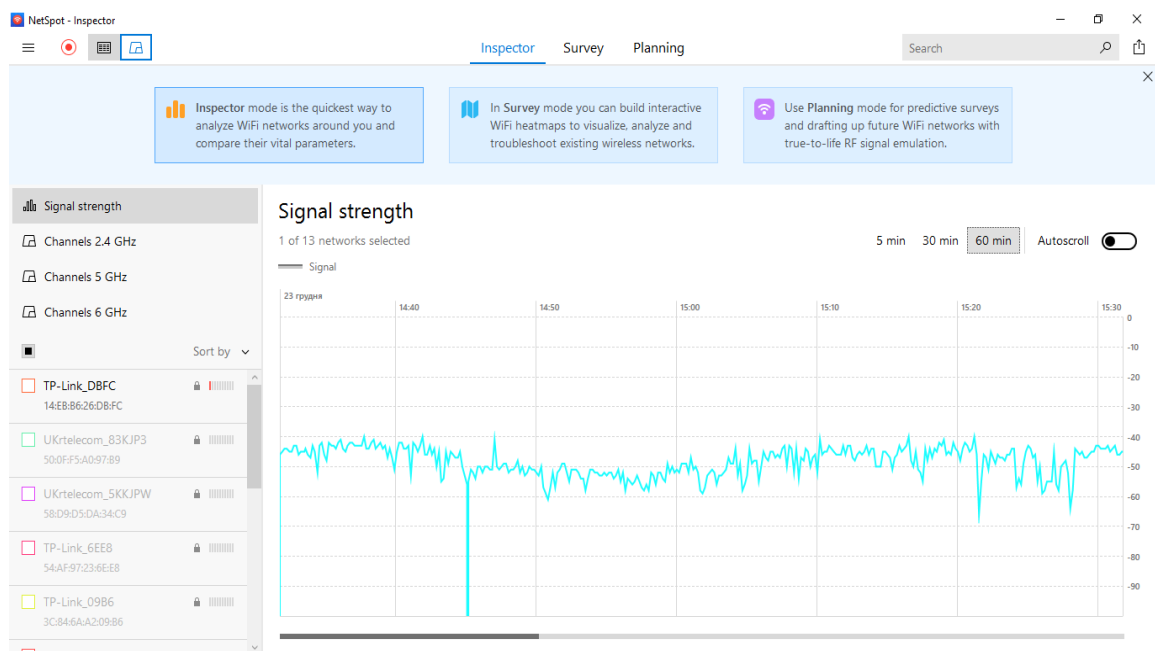 NetSpot - Inspector
Inspector
Survey
Planning
Search
Inspector mode is the quickest way to
analyze WiFi networks around you and
compare their vital parameters.
In Survey mode you can build interactive
WiFi heatmaps to visualize, analyze and
troubleshoot existing wireless networks.
Use Planning mode for predictive surveys
and drafting up future WiFi networks with
true-to-life RF signal emulation.
Signal strength
Channels 2.4 GHz
Channels 5 GHz
Channels 6 GHz
Sort by
TP-Link_DBFC
14:EB:B6:26:DB:FC
UKrtelecom_83KJP3
50:0F:F5:A0:97:B9
UKrtelecom_5KKJPW
58:D9:D5:DA:34:C9
TP-Link_6EE8
54:AF:97:23:6E:E8
TP-Link_09B6
3C:84:6A:A2:09:B6
Signal strength
1 of 13 networks selected
5 min
30 min
60 min
Autoscroll
Signal
23 грудня
14:40
14:50
15:00
15:10
15:20
15:30
0
-10
-20
-30
-40
-50
-60
-70
-80
-90